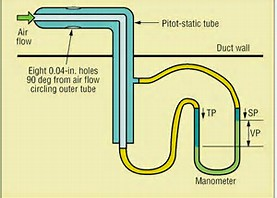 Air
flow
Pitot-static tube
Duct wall
Eight 0.04-in. holes
90 deg from air flow
circling outer tube
TP
SP
VP
Manometer